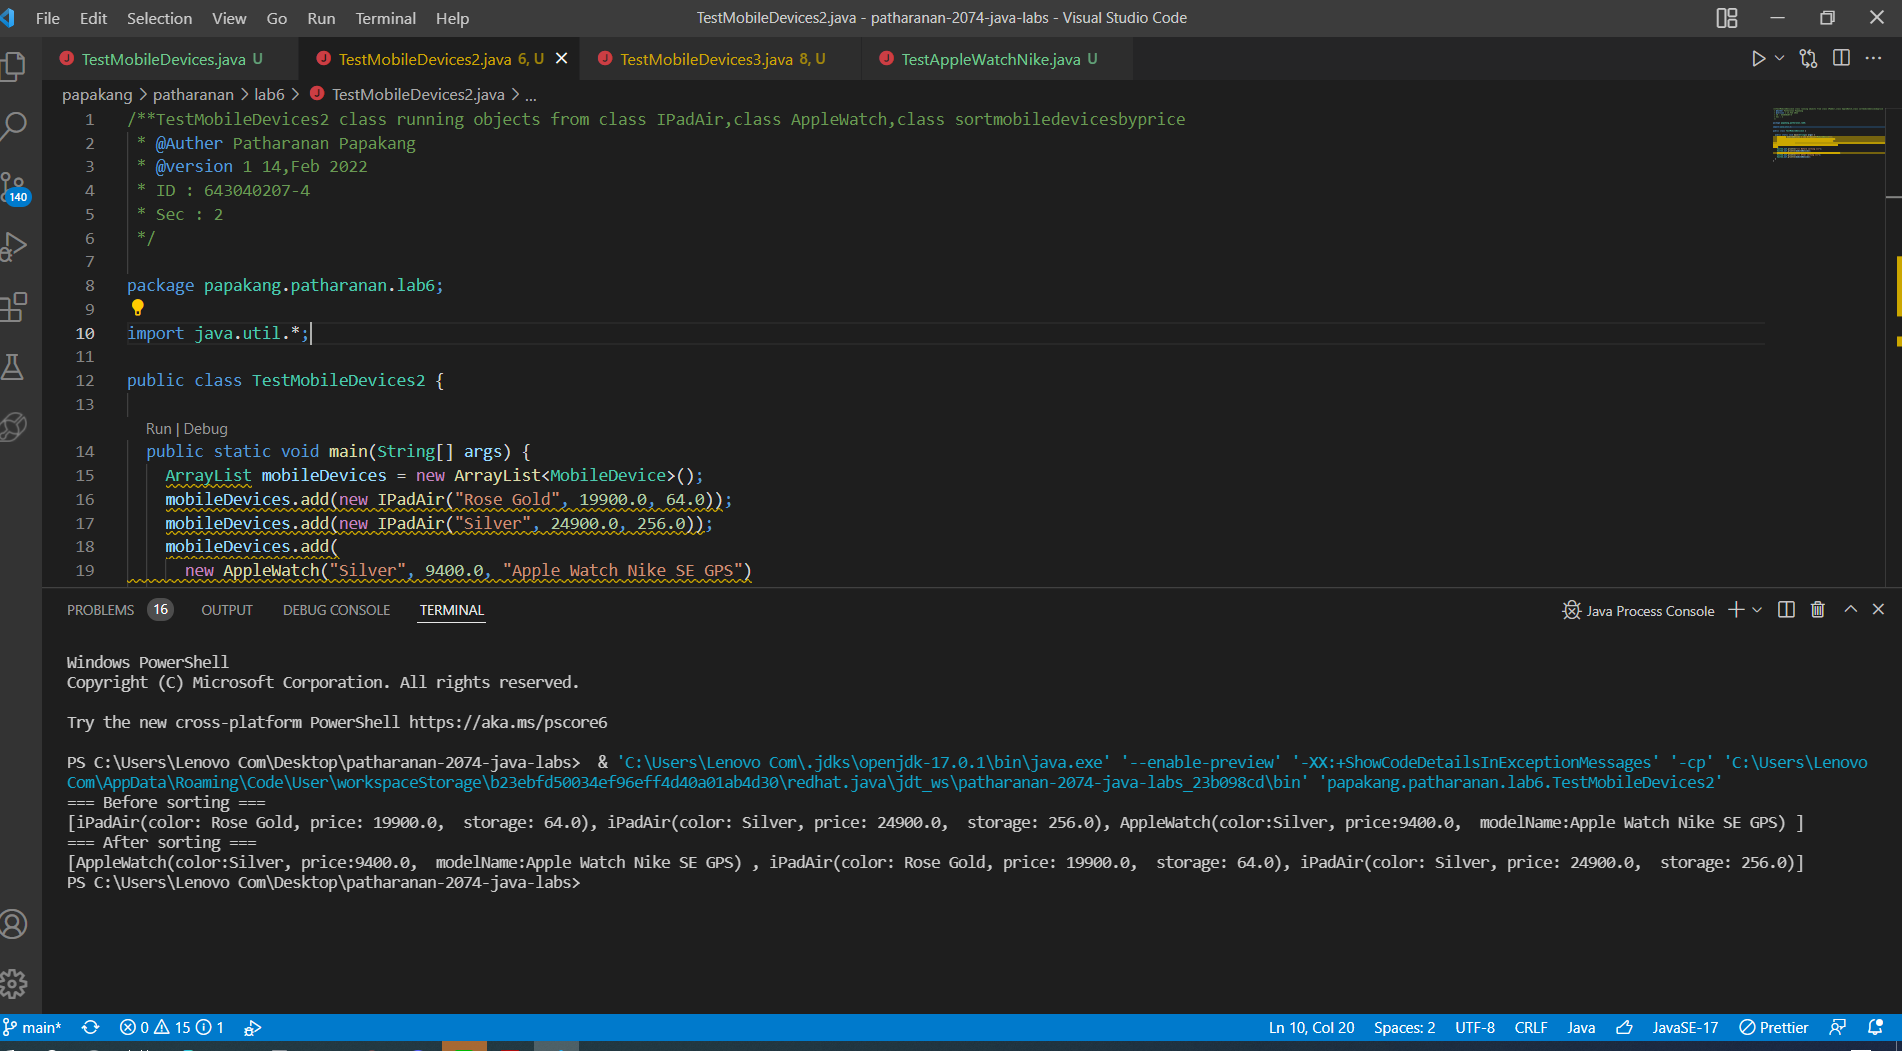 File Edit Selection View Go Run Terminal Help TestMobileDevices2.java - patharanan-2074-java-labs - Visual Studio Code
TestMobileDevices.java U TestMobileDevices2.java 6, U TestMobileDevices3.java 8, U TestAppleWatchNike.java U
papakang > patharanan > lab6 > TestMobileDevices2.java > ...
1 /**TestMobileDevices2 class running objects from class IPadAir,class AppleWatch,class sortmobiledevicesbyprice
2 * @Auther Patharanan Papakang
3 * @version 1 14,Feb 2022
4 * ID : 643040207-4
5 * Sec : 2
6 */
7
8 package papakang.patharanan.lab6;
9
10 import java.util.*;
11
12 public class TestMobileDevices2 {
13
Run | Debug
14 public static void main(String[] args) {
15 ArrayList mobileDevices = new ArrayList<MobileDevice>();
16 mobileDevices.add(new IPadAir("Rose Gold", 19900.0, 64.0));
17 mobileDevices.add(new IPadAir("Silver", 24900.0, 256.0));
18 mobileDevices.add(
19 new AppleWatch("Silver", 9400.0, "Apple Watch Nike SE GPS")
140
PROBLEMS 16 OUTPUT DEBUG CONSOLE TERMINAL Java Process Console
Windows PowerShell
Copyright (C) Microsoft Corporation. All rights reserved.
Try the new cross-platform PowerShell https://aka.ms/pscore6
PS C:\Users\Lenovo Com\Desktop\patharanan-2074-java-labs> & 'C:\Users\Lenovo Com\.jdks\openjdk-17.0.1\bin\java.exe' '--enable-preview' '-XX:+ShowCodeDetailsInExceptionMessages' '-cp' 'C:\Users\Lenovo
Com\AppData\Roaming\Code\User\workspaceStorage\b23ebfd50034ef96eff4d40a01ab4d30\redhat.java\jdt_ws\patharanan-2074-java-labs_23b098cd\bin' 'papakang.patharanan.lab6.TestMobileDevices2'
=== Before sorting ===
[iPadAir(color: Rose Gold, price: 19900.0,  storage: 64.0), iPadAir(color: Silver, price: 24900.0,  storage: 256.0), AppleWatch(color:Silver, price:9400.0,  modelName:Apple Watch Nike SE GPS) ]
=== After sorting ===
[AppleWatch(color:Silver, price:9400.0,  modelName:Apple Watch Nike SE GPS) , iPadAir(color: Rose Gold, price: 19900.0,  storage: 64.0), iPadAir(color: Silver, price: 24900.0,  storage: 256.0)]
PS C:\Users\Lenovo Com\Desktop\patharanan-2074-java-labs>
main* 0 15 1 Ln 10, Col 20 Spaces: 2 UTF-8 CRLF Java JavaSE-17 Prettier